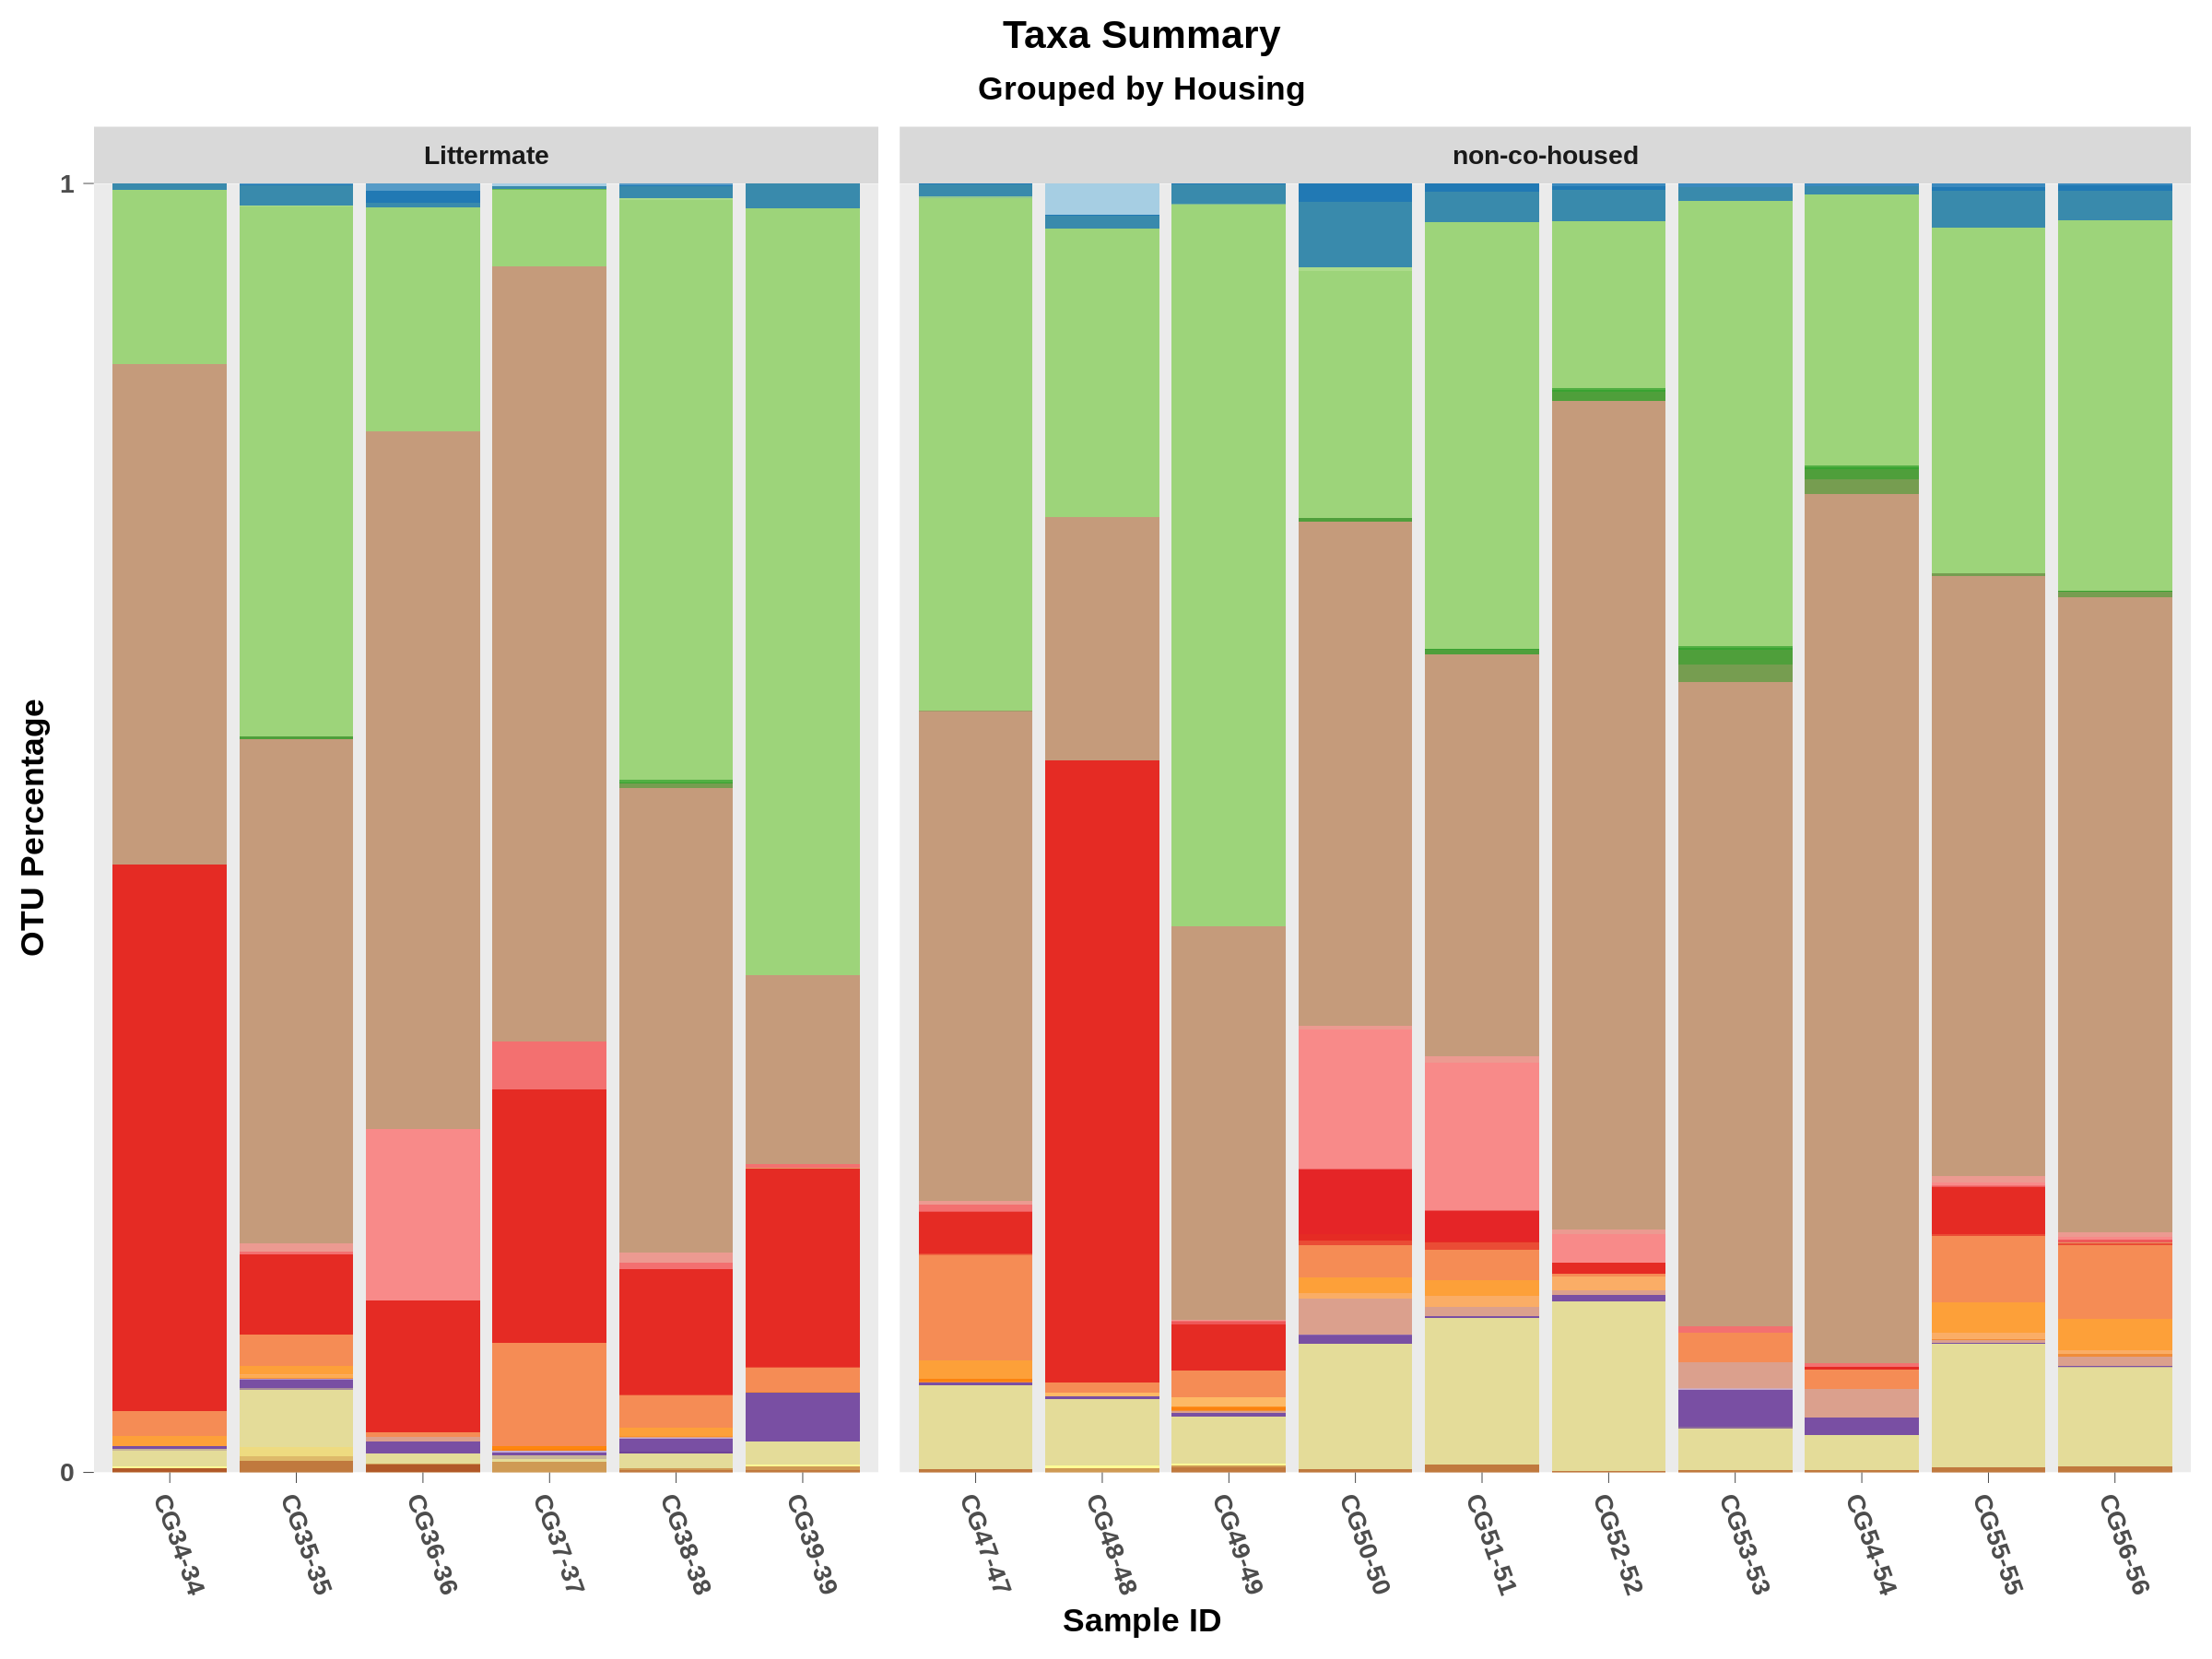 Taxa Summary
Grouped by Housing
Littermate
non-co-housed
1
0
OTU Percentage
CG34-34
CG35-35
CG36-36
CG37-37
CG38-38
CG39-39
CG47-47
CG48-48
CG49-49
CG50-50
CG51-51
CG52-52
CG53-53
CG54-54
CG55-55
CG56-56
Sample ID